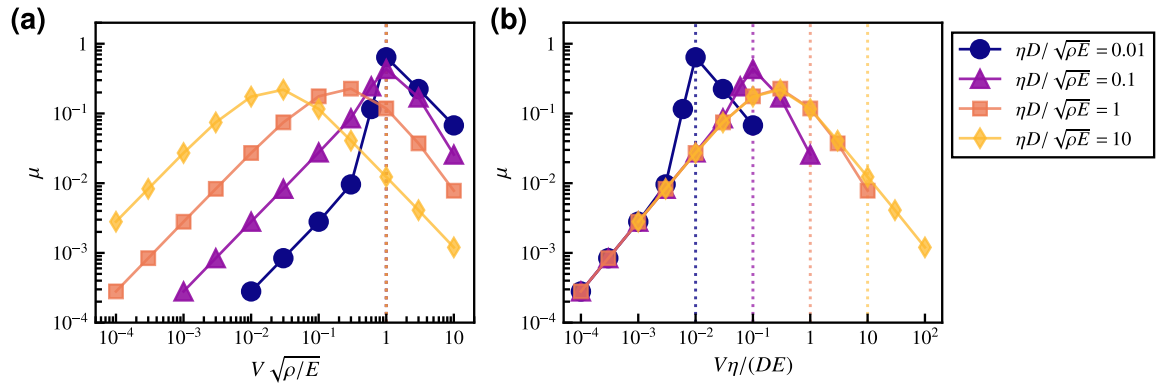 (a)
(b)
μ
1
10⁻¹
10⁻²
10⁻³
10⁻⁴
10⁻⁴ 10⁻³ 10⁻² 10⁻¹ 1 10
V √ρ/E
μ
1
10⁻¹
10⁻²
10⁻³
10⁻⁴
10⁻⁴ 10⁻³ 10⁻² 10⁻¹ 1 10 10²
Vη/(DE)
ηD/√ρE = 0.01
ηD/√ρE = 0.1
ηD/√ρE = 1
ηD/√ρE = 10